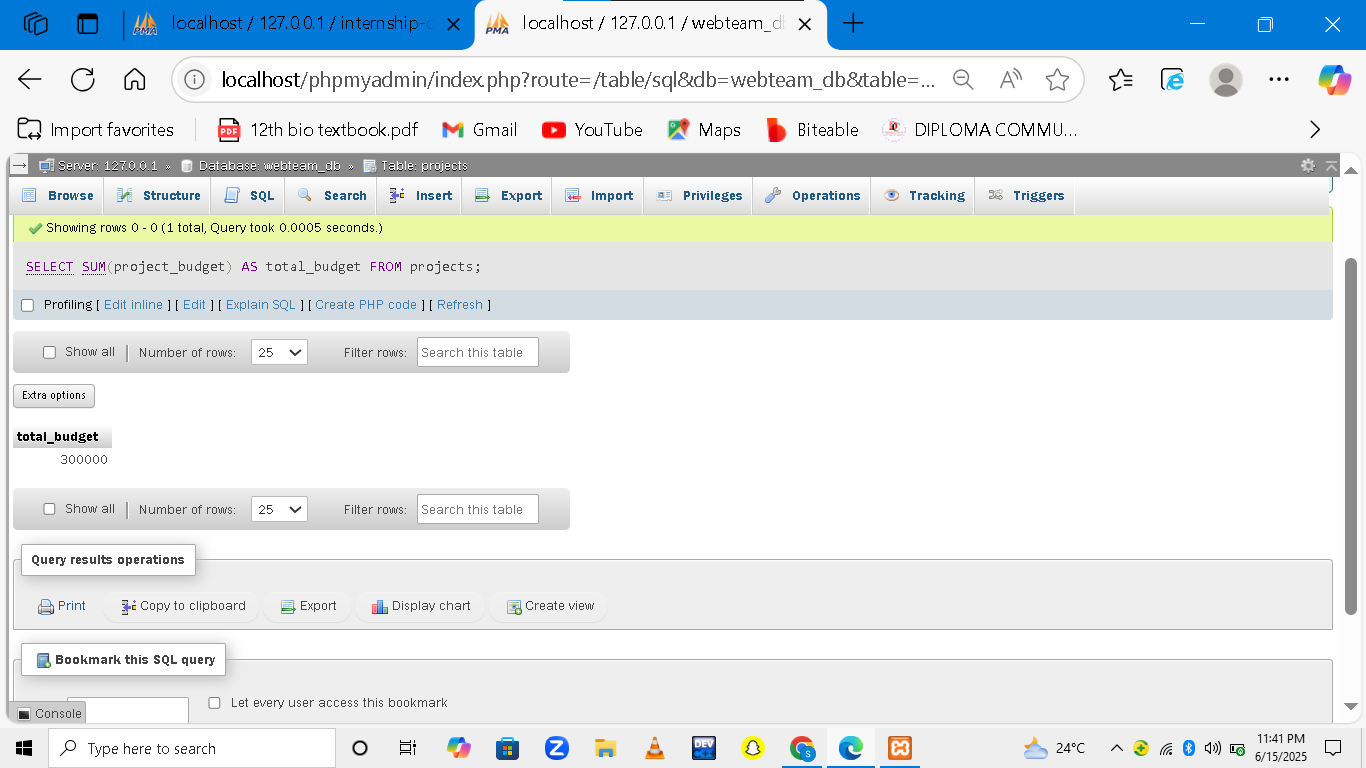 localhost / 127.0.0.1 / internship-c
localhost / 127.0.0.1 / webteam_db
localhost/phpmyadmin/index.php?route=/table/sql&db=webteam_db&table=...
Import favorites
12th bio textbook.pdf
Gmail
YouTube
Maps
Biteable
DIPLOMA COMMU...
Server: 127.0.0.1 » Database: webteam_db » Table: projects
Browse Structure SQL Search Insert Export Import Privileges Operations Tracking Triggers
Showing rows 0 - 0 (1 total, Query took 0.0005 seconds.)
SELECT SUM(project_budget) AS total_budget FROM projects;
Profiling [ Edit inline ] [ Edit ] [ Explain SQL ] [ Create PHP code ] [ Refresh ]
Show all | Number of rows: 25 Filter rows: Search this table
Extra options
total_budget
300000
Show all | Number of rows: 25 Filter rows: Search this table
Query results operations
Print Copy to clipboard Export Display chart Create view
Bookmark this SQL query
Let every user access this bookmark
Console
Type here to search
DEV
24°C
11:41 PM
6/15/2025